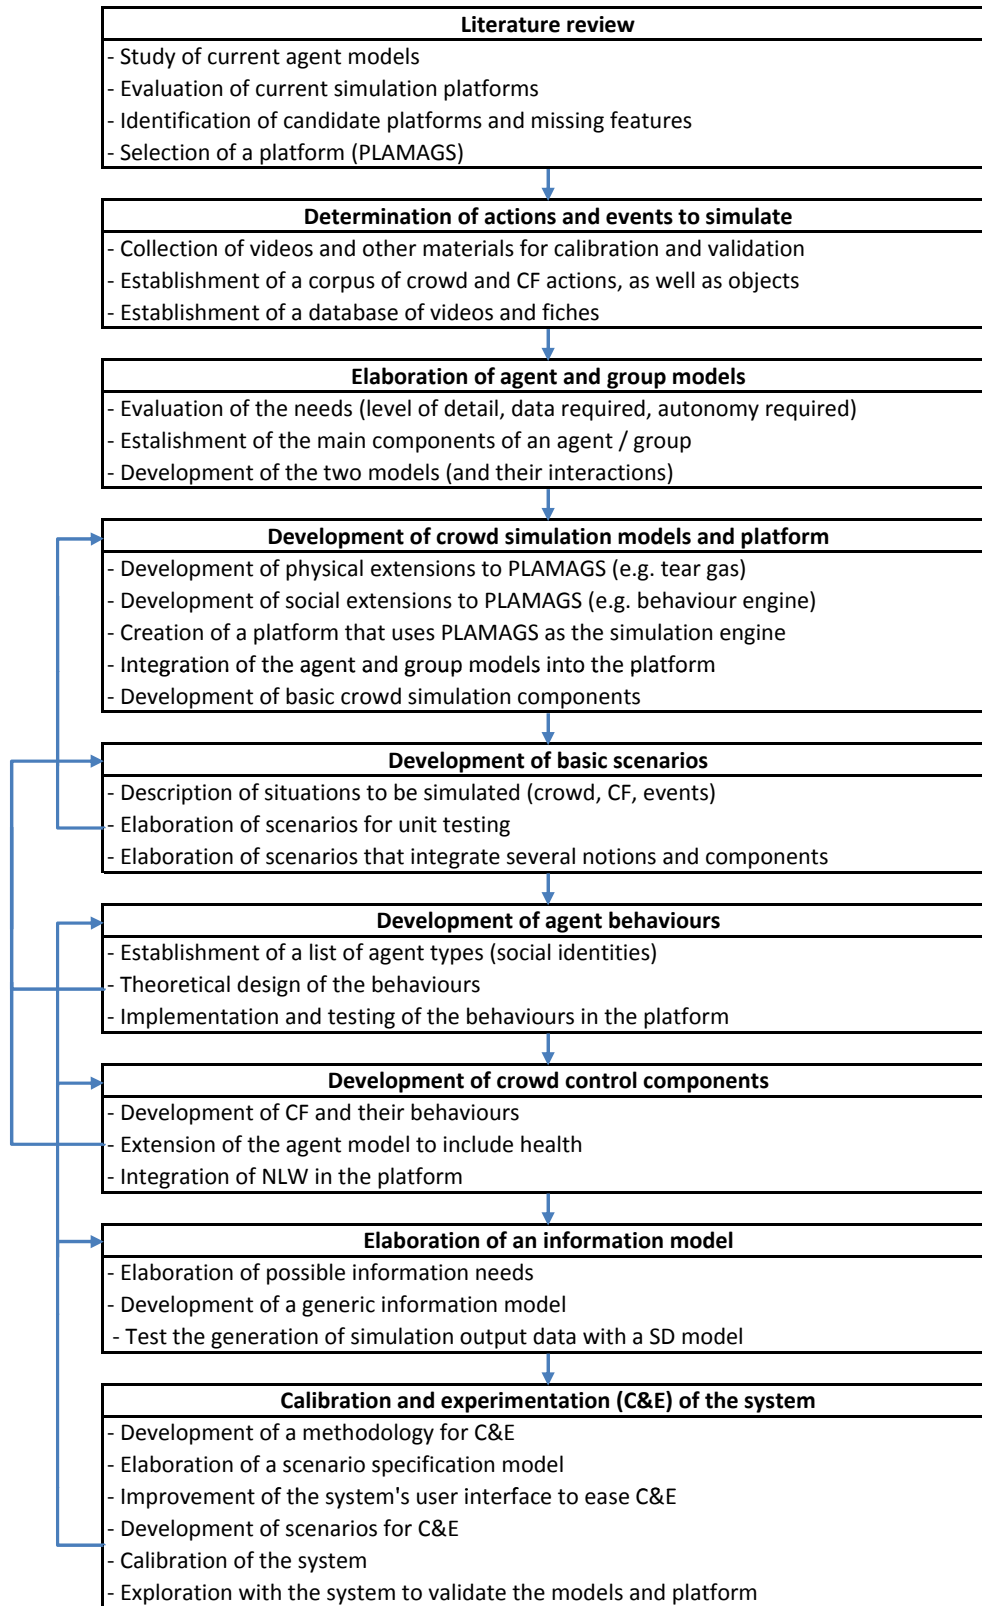 Literature review
- Study of current agent models
- Evaluation of current simulation platforms
- Identification of candidate platforms and missing features
- Selection of a platform (PLAMAGS)
Determination of actions and events to simulate
- Collection of videos and other materials for calibration and validation
- Establishment of a corpus of crowd and CF actions, as well as objects
- Establishment of a database of videos and fiches
Elaboration of agent and group models
- Evaluation of the needs (level of detail, data required, autonomy required)
- Estalishment of the main components of an agent / group
- Development of the two models (and their interactions)
Development of crowd simulation models and platform
- Development of physical extensions to PLAMAGS (e.g. tear gas)
- Development of social extensions to PLAMAGS (e.g. behaviour engine)
- Creation of a platform that uses PLAMAGS as the simulation engine
- Integration of the agent and group models into the platform
- Development of basic crowd simulation components
Development of basic scenarios
- Description of situations to be simulated (crowd, CF, events)
- Elaboration of scenarios for unit testing
- Elaboration of scenarios that integrate several notions and components
Development of agent behaviours
- Establishment of a list of agent types (social identities)
- Theoretical design of the behaviours
- Implementation and testing of the behaviours in the platform
Development of crowd control components
- Development of CF and their behaviours
- Extension of the agent model to include health
- Integration of NLW in the platform
Elaboration of an information model
- Elaboration of possible information needs
- Development of a generic information model
- Test the generation of simulation output data with a SD model
Calibration and experimentation (C&E) of the system
- Development of a methodology for C&E
- Elaboration of a scenario specification model
- Improvement of the system's user interface to ease C&E
- Development of scenarios for C&E
- Calibration of the system
- Exploration with the system to validate the models and platform